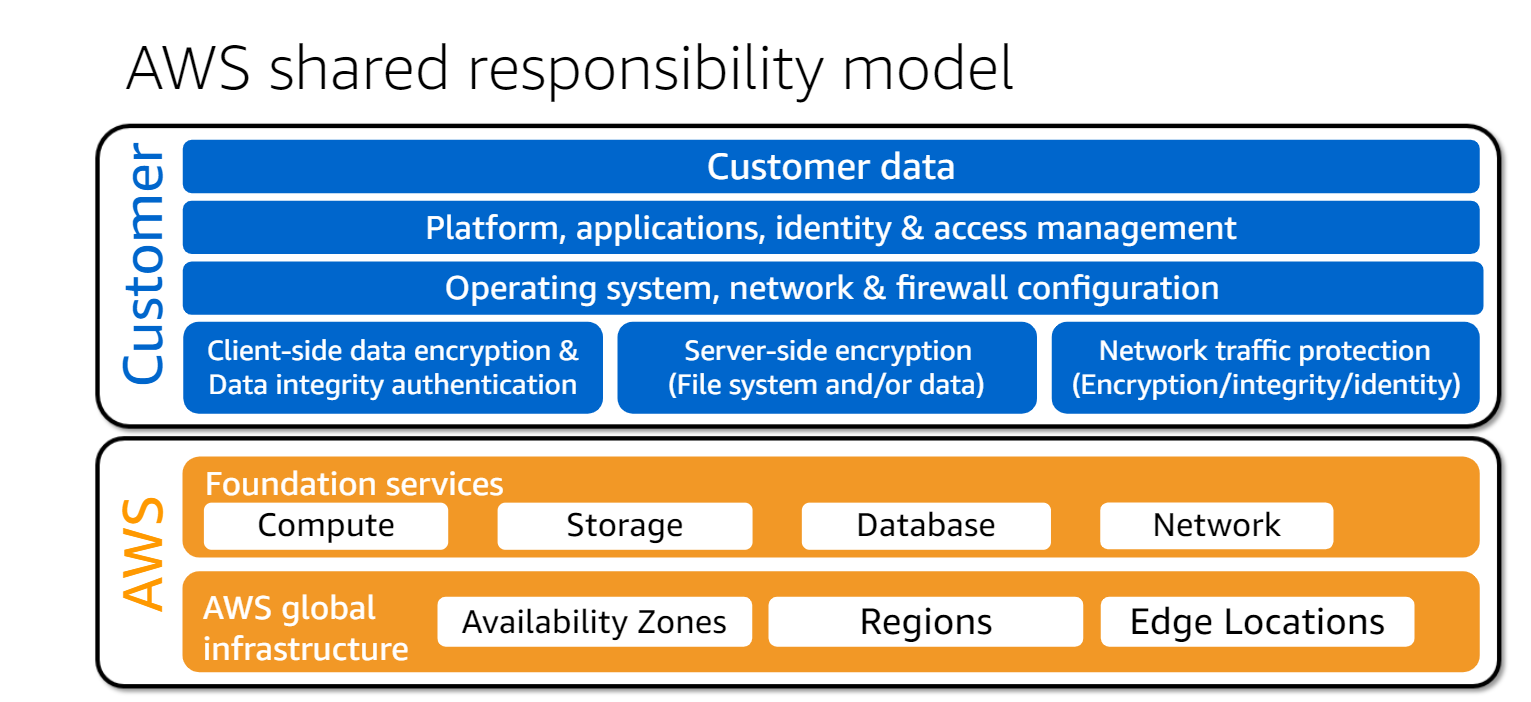 AWS shared responsibility model
Customer
Customer data
Platform, applications, identity & access management
Operating system, network & firewall configuration
Client-side data encryption &
Data integrity authentication
Server-side encryption
(File system and/or data)
Network traffic protection
(Encryption/integrity/identity)
AWS
Foundation services
Compute
Storage
Database
Network
AWS global
infrastructure
Availability Zones
Regions
Edge Locations